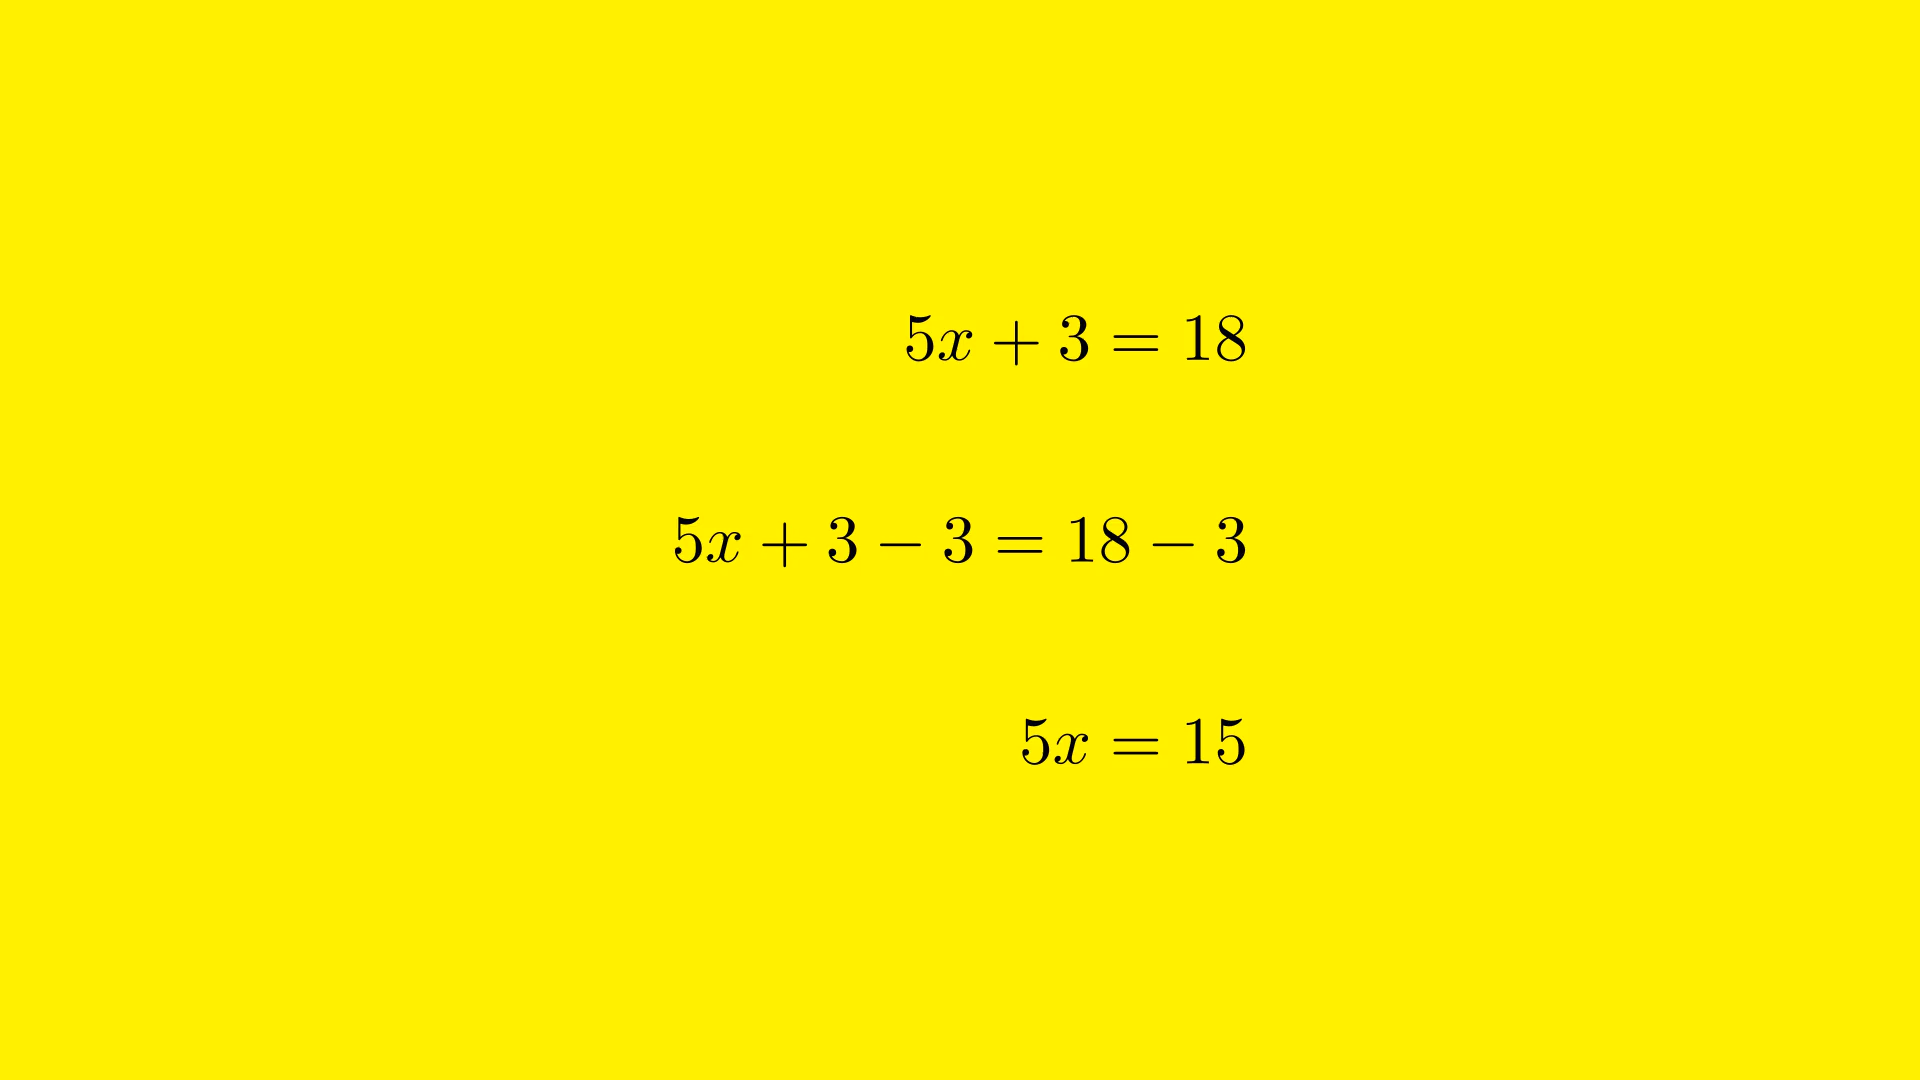 5x + 3 = 18
5x + 3 − 3 = 18 − 3
5x = 15